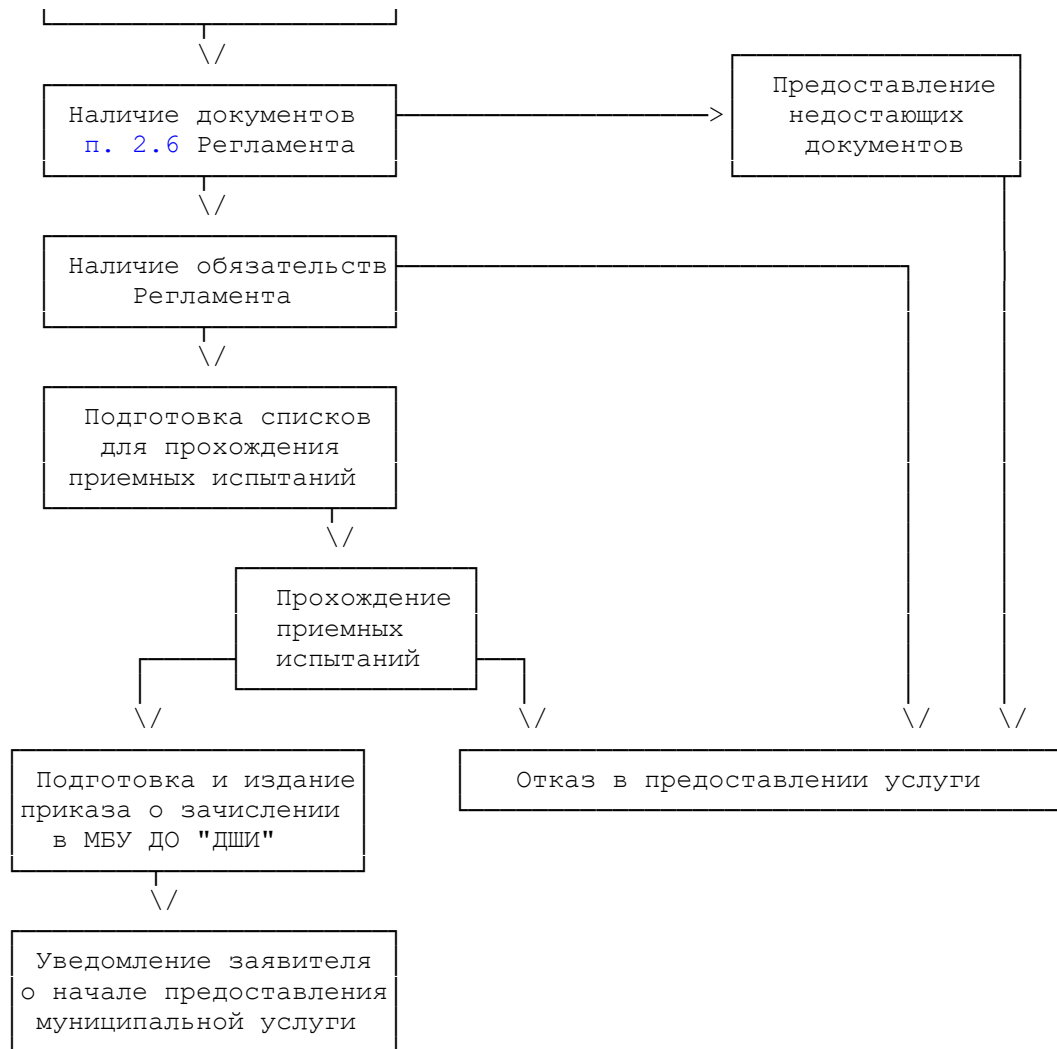 Наличие документов
п. 2.6 Регламента
Предоставление
недостающих
документов
Наличие обязательств
Регламента
Подготовка списков
для прохождения
приемных испытаний
Прохождение
приемных
испытаний
Подготовка и издание
приказа о зачислении
в МБУ ДО "ДШИ"
Отказ в предоставлении услуги
Уведомление заявителя
о начале предоставления
муниципальной услуги